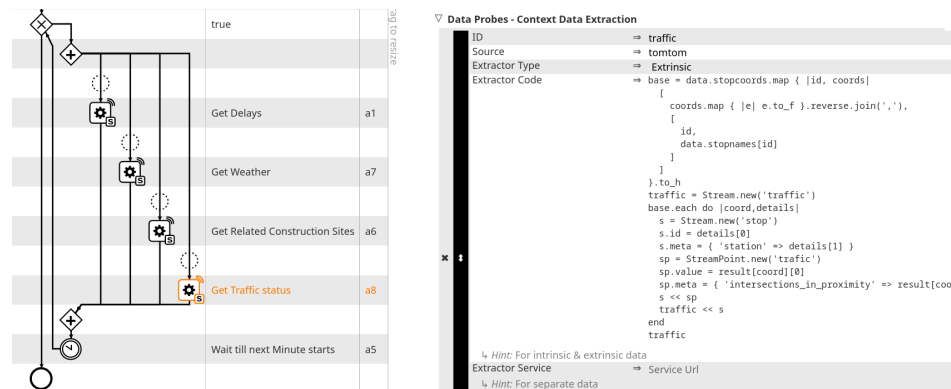 true
ag to resize
Get Delays a1
S
Get Weather a7
S
Get Related Construction Sites a6
S
Get Traffic status a8
S
Wait till next Minute starts a5
▽ Data Probes - Context Data Extraction
ID ⇒ traffic
Source ⇒ tomtom
Extractor Type ⇒ Extrinsic
Extractor Code ⇒ base = data.stopcoords.map { |id, coords|
[
coords.map { |e| e.to_f }.reverse.join(','),
[
id,
data.stopnames[id]
]
]
}.to_h
traffic = Stream.new('traffic')
base.each do |coord,details|
s = Stream.new('stop')
s.id = details[0]
s.meta = { 'station' => details[1] }
sp = StreamPoint.new('trafic')
sp.value = result[coord][0]
sp.meta = { 'intersections_in_proximity' => result[coo
s << sp
traffic << s
end
traffic
↳ Hint: For intrinsic & extrinsic data
Extractor Service ⇒ Service Url
↳ Hint: For separate data